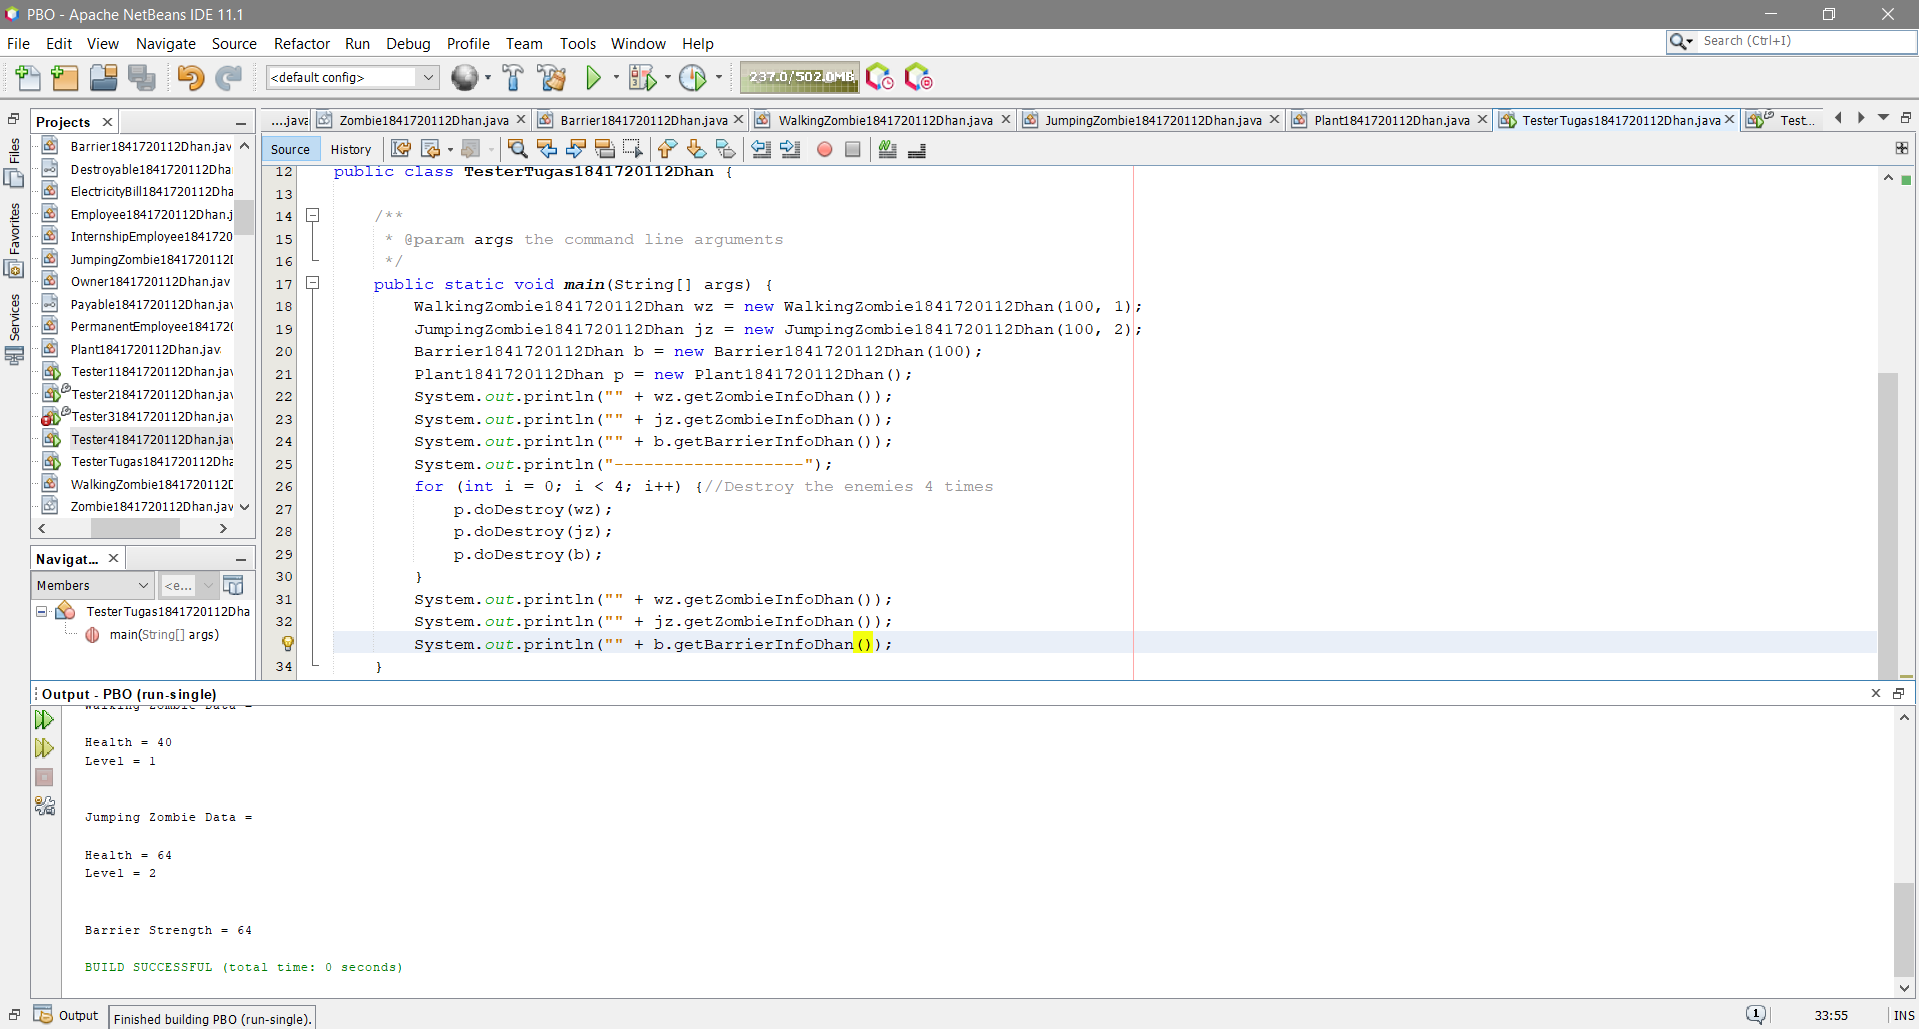 PBO - Apache NetBeans IDE 11.1
File Edit View Navigate Source Refactor Run Debug Profile Team Tools Window Help
Search (Ctrl+I)
<default config>
237.0/502.0MB
Projects
Files
Favorites
Services
Barrier1841720112Dhan.jav
Destroyable1841720112Dha
ElectricityBill1841720112Dha
Employee1841720112Dhan.j
InternshipEmployee1841720
JumpingZombie1841720112D
Owner1841720112Dhan.jav
Payable1841720112Dhan.jav
PermanentEmployee184172
Plant1841720112Dhan.jav
Tester11841720112Dhan.jav
Tester21841720112Dhan.jav
Tester31841720112Dhan.jav
Tester41841720112Dhan.jav
TesterTugas1841720112Dha
WalkingZombie1841720112D
Zombie1841720112Dhan.jav
Navigat...
Members
<e...
TesterTugas1841720112Dha
main(String[] args)
....java Zombie1841720112Dhan.java Barrier1841720112Dhan.java WalkingZombie1841720112Dhan.java JumpingZombie1841720112Dhan.java Plant1841720112Dhan.java TesterTugas1841720112Dhan.java Test...
Source History
12 public class TesterTugas1841720112Dhan {
13
14 /**
15 * @param args the command line arguments
16 */
17 public static void main(String[] args) {
18 WalkingZombie1841720112Dhan wz = new WalkingZombie1841720112Dhan(100, 1);
19 JumpingZombie1841720112Dhan jz = new JumpingZombie1841720112Dhan(100, 2);
20 Barrier1841720112Dhan b = new Barrier1841720112Dhan(100);
21 Plant1841720112Dhan p = new Plant1841720112Dhan();
22 System.out.println("" + wz.getZombieInfoDhan());
23 System.out.println("" + jz.getZombieInfoDhan());
24 System.out.println("" + b.getBarrierInfoDhan());
25 System.out.println("-------------------");
26 for (int i = 0; i < 4; i++) {//Destroy the enemies 4 times
27 p.doDestroy(wz);
28 p.doDestroy(jz);
29 p.doDestroy(b);
30 }
31 System.out.println("" + wz.getZombieInfoDhan());
32 System.out.println("" + jz.getZombieInfoDhan());
System.out.println("" + b.getBarrierInfoDhan());
34 }
Output - PBO (run-single)
Walking Zombie Data =
Health = 40
Level = 1
Jumping Zombie Data =
Health = 64
Level = 2
Barrier Strength = 64
BUILD SUCCESSFUL (total time: 0 seconds)
Output
Finished building PBO (run-single).
1
33:55
INS